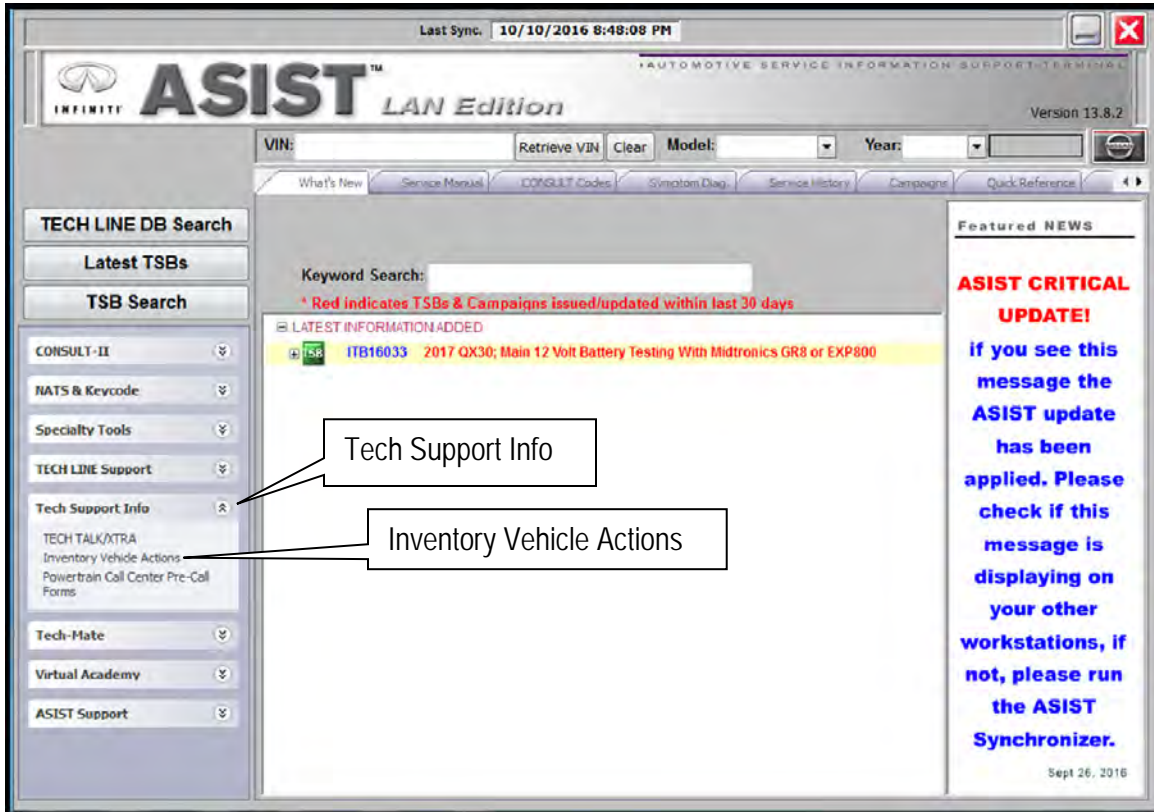 Last Sync. 10/10/2016 8:48:08 PM
AUTOMOTIVE SERVICE INFORMATION SUPPORT TERMINAL
INFINITI ASIST™ LAN Edition
Version 13.8.2
VIN: Retrieve VIN Clear Model: Year:
What's New Service Manual CONSULT Codes Symptom Diag. Service History Campaigns Quick Reference
TECH LINE DB Search
Latest TSBs
TSB Search
CONSULT-II
NATS & Keycode
Specialty Tools
TECH LINE Support
Tech Support Info
TECH TALK/XTRA
Inventory Vehicle Actions
Powertrain Call Center Pre-Call
Forms
Tech-Mate
Virtual Academy
ASIST Support
Keyword Search:
* Red indicates TSBs & Campaigns issued/updated within last 30 days
LATEST INFORMATION ADDED
TSB ITB16033 2017 QX30; Main 12 Volt Battery Testing With Midtronics GR8 or EXP800
Tech Support Info
Inventory Vehicle Actions
Featured NEWS
ASIST CRITICAL
UPDATE!
if you see this
message the
ASIST update
has been
applied. Please
check if this
message is
displaying on
your other
workstations, if
not, please run
the ASIST
Synchronizer.
Sept 26, 2016